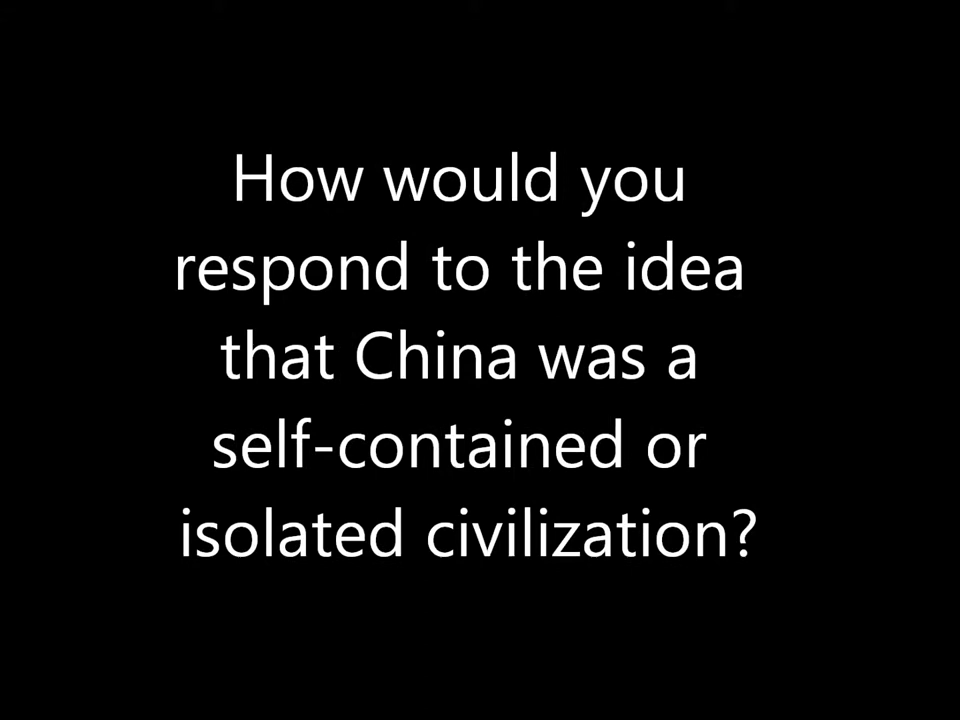 How would you
respond to the idea
that China was a
self-contained or
isolated civilization?